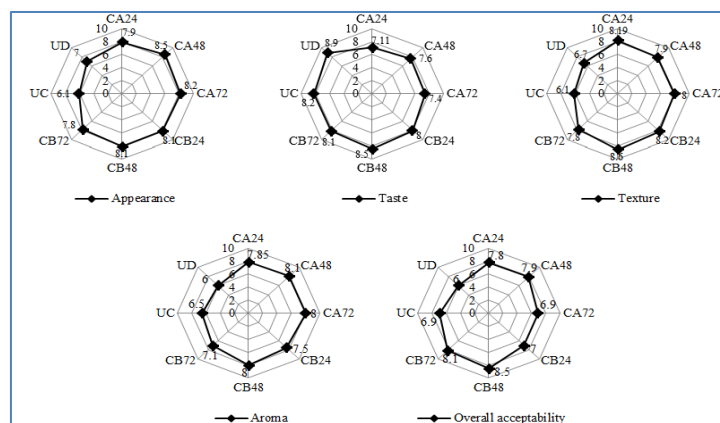 CA24
10
7.9
UD
8
8.5
CA48
7
6
4
2
UC
6.1
0
8.2
CA72
7.8
8.1
CB72
CB24
8.1
CB48
Appearance
CA24
10
UD
8.9
8
7.11
CA48
6
7.6
4
2
UC
8.2
0
7.4
CA72
8.1
8
CB72
CB24
8.5
CB48
Taste
CA24
10
8.19
UD
8
7.9
CA48
6.7
6
4
2
UC
6.1
0
8
CA72
7.8
8.2
CB72
CB24
8.6
CB48
Texture
CA24
10
7.85
UD
8
8.1
CA48
6
6
4
2
UC
6.5
0
8
CA72
7.1
7.5
CB72
CB24
8
CB48
Aroma
CA24
10
7.8
UD
8
7.9
CA48
6
6
4
2
UC
6.9
0
6.9
CA72
8.1
7
CB72
CB24
8.5
CB48
Overall acceptability